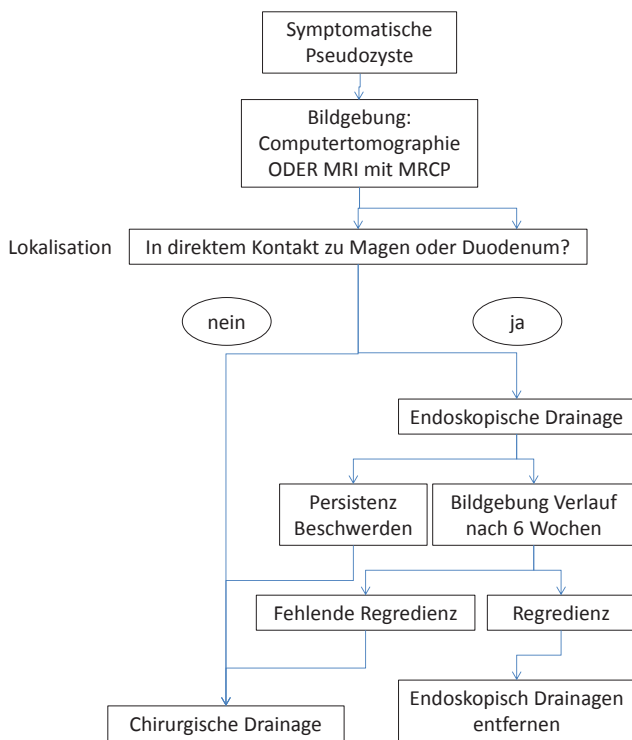 Symptomatische
Pseudozyste
Bildgebung:
Computertomographie
ODER MRI mit MRCP
Lokalisation
In direktem Kontakt zu Magen oder Duodenum?
nein
ja
Endoskopische Drainage
Persistenz
Beschwerden
Bildgebung Verlauf
nach 6 Wochen
Fehlende Regredienz
Regredienz
Chirurgische Drainage
Endoskopisch Drainagen
entfernen